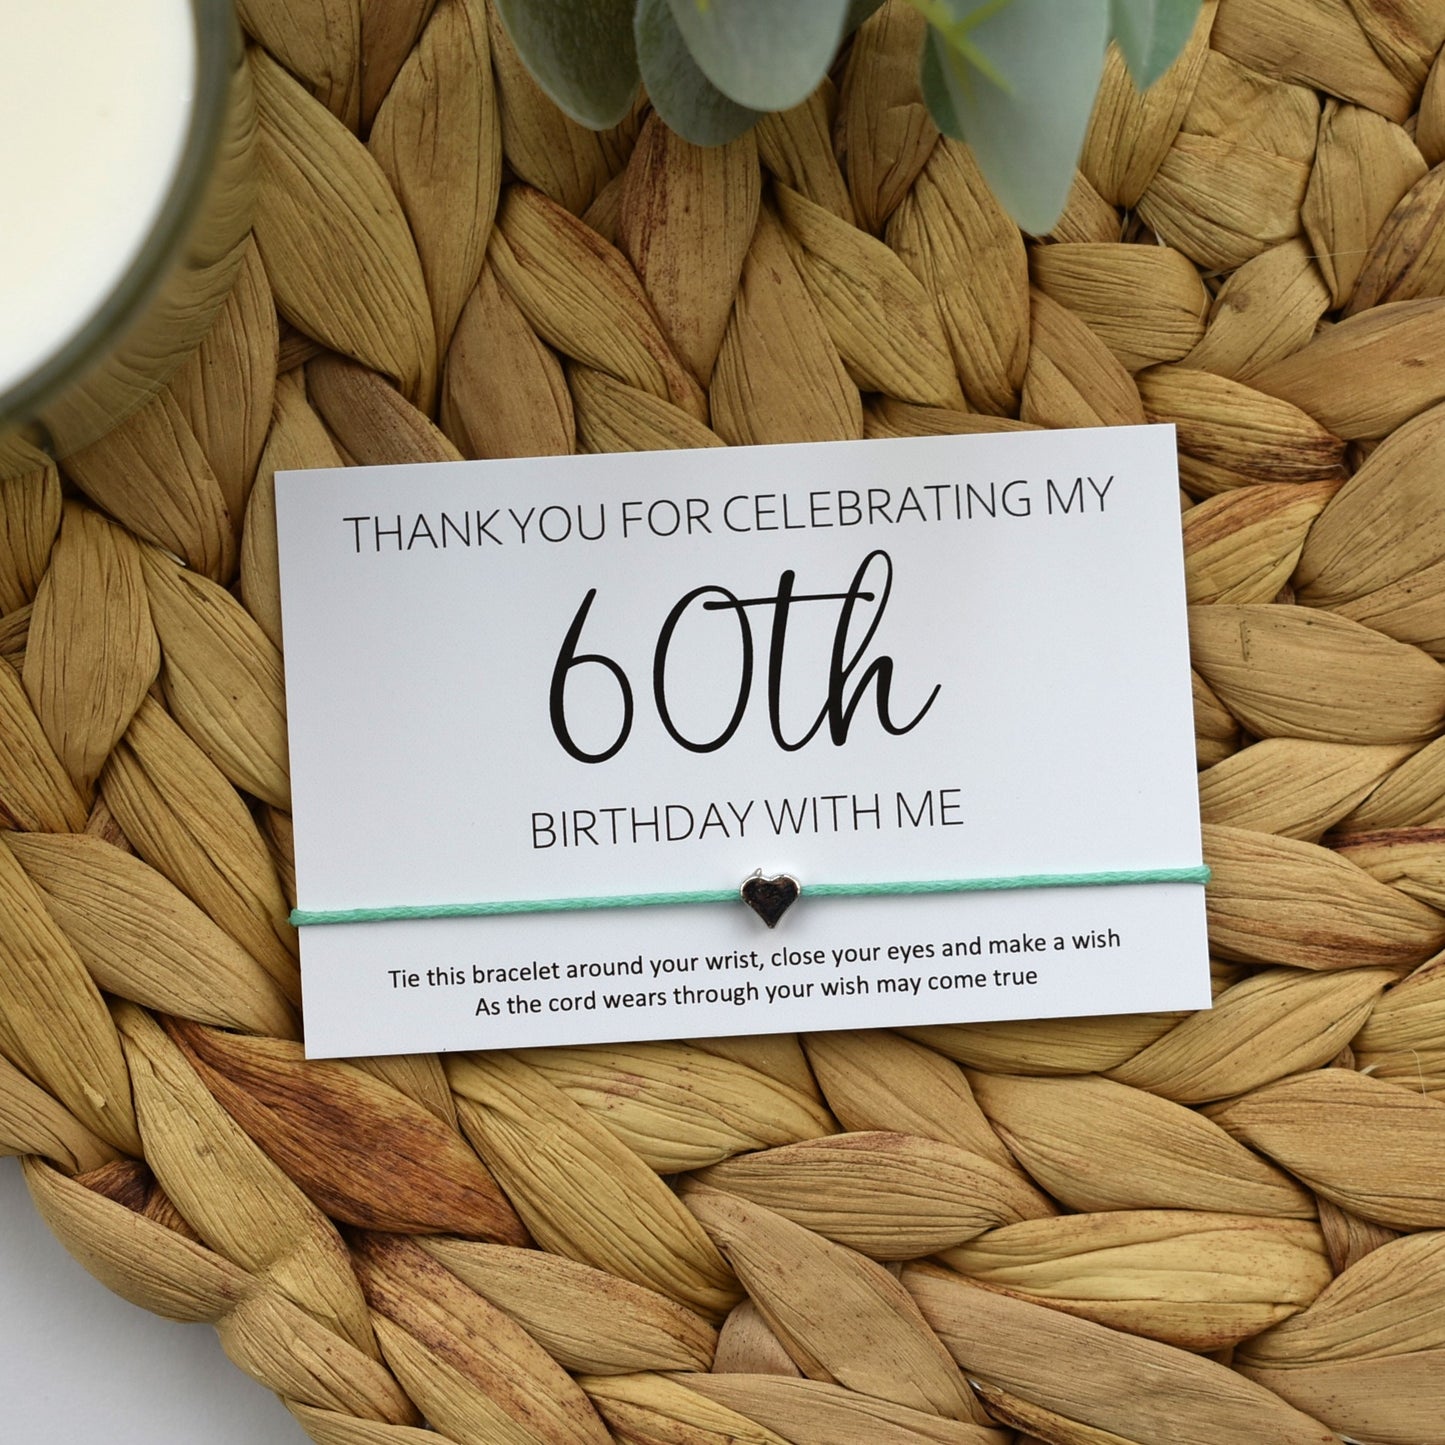 THANK YOU FOR CELEBRATING MY
60th
BIRTHDAY WITH ME
Tie this bracelet around your wrist, close your eyes and make a wish
As the cord wears through your wish may come true